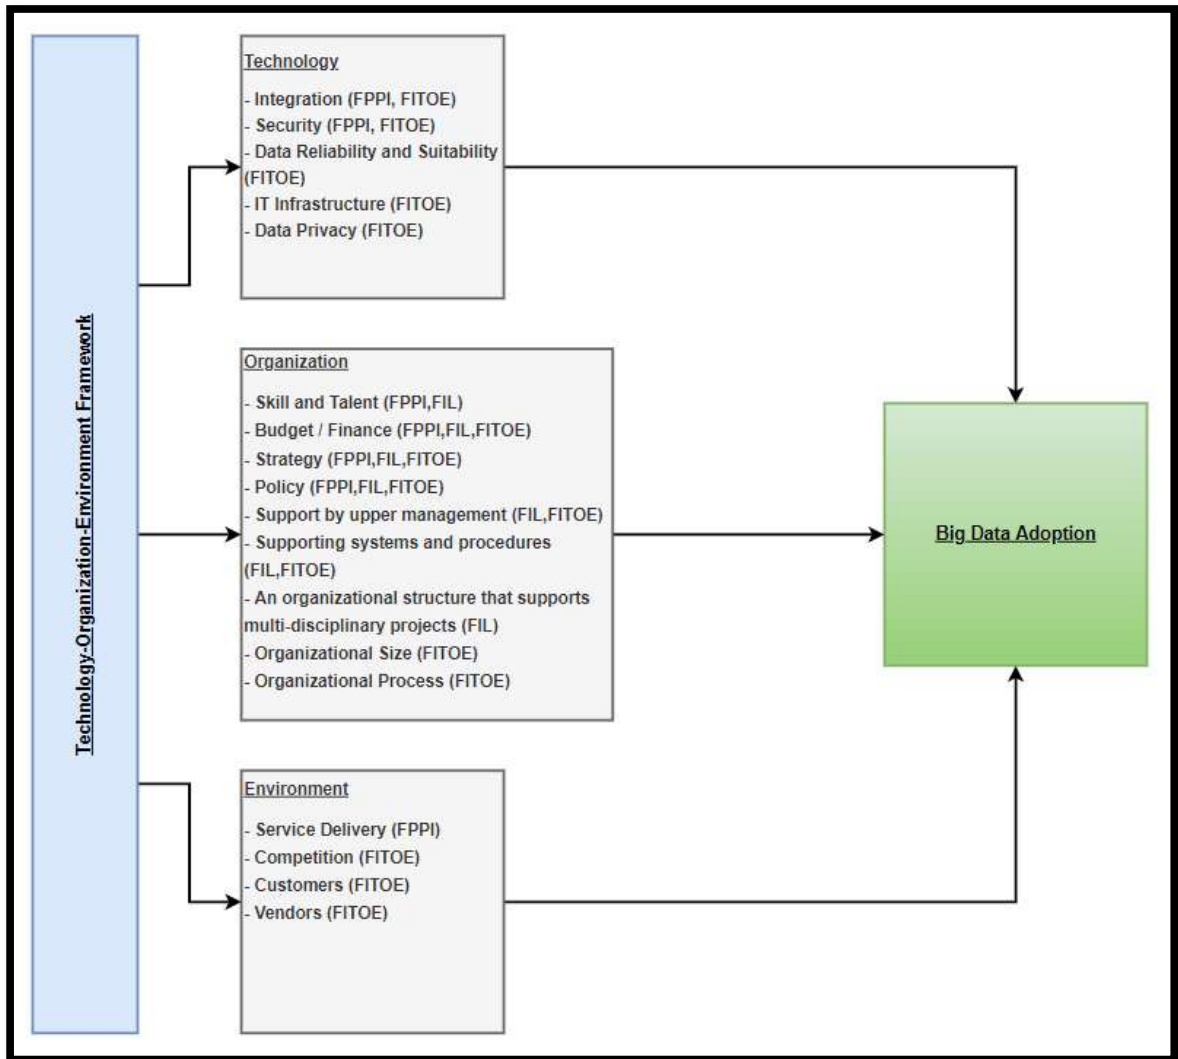 Technology-Organization-Environment Framework
Technology
- Integration (FPPI, FITOE)
- Security (FPPI, FITOE)
- Data Reliability and Suitability
(FITOE)
- IT Infrastructure (FITOE)
- Data Privacy (FITOE)
Organization
- Skill and Talent (FPPI,FIL)
- Budget / Finance (FPPI,FIL,FITOE)
- Strategy (FPPI,FIL,FITOE)
- Policy (FPPI,FIL,FITOE)
- Support by upper management (FIL,FITOE)
- Supporting systems and procedures
(FIL,FITOE)
- An organizational structure that supports
multi-disciplinary projects (FIL)
- Organizational Size (FITOE)
- Organizational Process (FITOE)
Environment
- Service Delivery (FPPI)
- Competition (FITOE)
- Customers (FITOE)
- Vendors (FITOE)
Big Data Adoption